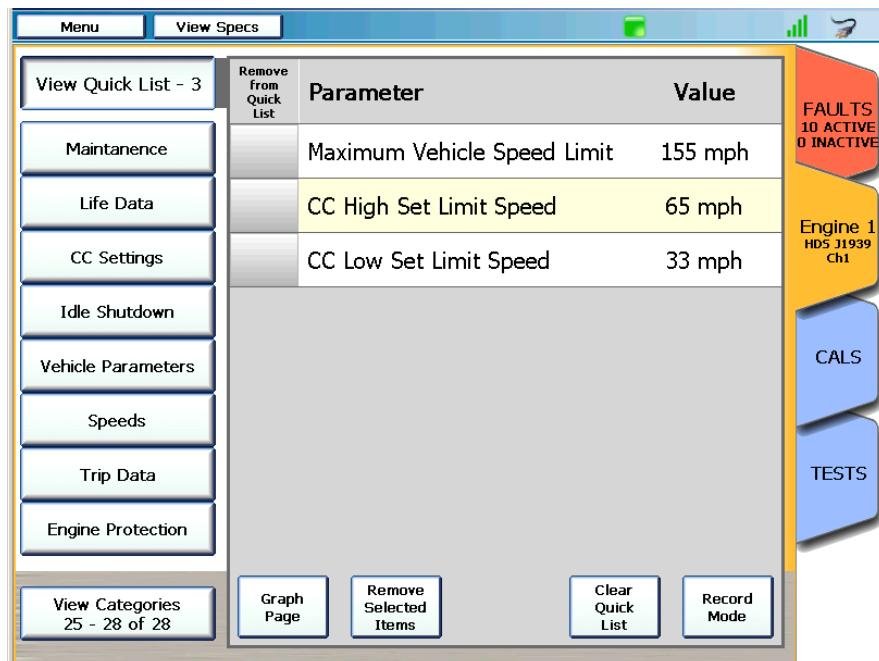 Menu
View Specs
View Quick List - 3
Maintanence
Life Data
CC Settings
Idle Shutdown
Vehicle Parameters
Speeds
Trip Data
Engine Protection
View Categories
25 - 28 of 28
Remove
from
Quick
List
Parameter
Value
Maximum Vehicle Speed Limit 155 mph
CC High Set Limit Speed 65 mph
CC Low Set Limit Speed 33 mph
Graph
Page
Remove
Selected
Items
Clear
Quick
List
Record
Mode
FAULTS
10 ACTIVE
0 INACTIVE
Engine 1
HDS J1939
Ch1
CALS
TESTS